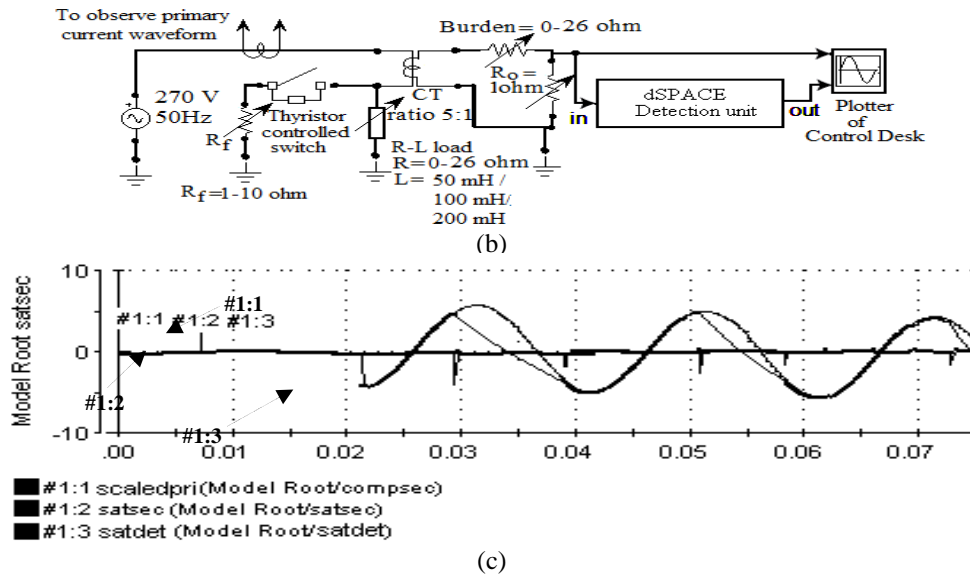 To observe primary
current waveform
Burden= 0-26 ohm
270 V
50Hz
Rf
Thyristor
controlled
switch
Rf=1-10 ohm
CT
ratio 5:1
R-L load
R=0-26 ohm
L= 50 mH /
100 mH/
200 mH
Ro =
1ohm
in
dSPACE
Detection unit
out
Plotter
of
Control Desk
(b)
Model Root satsec
10
0
-10
#1:1 #1:2 #1:3
#1:1
#1:2
#1:3
.00 0.01 0.02 0.03 0.04 0.05 0.06 0.07
#1:1 scaledpri(Model Root/compsec)
#1:2 satsec (Model Root/satsec)
#1:3 satdet (Model Root/satdet)
(c)